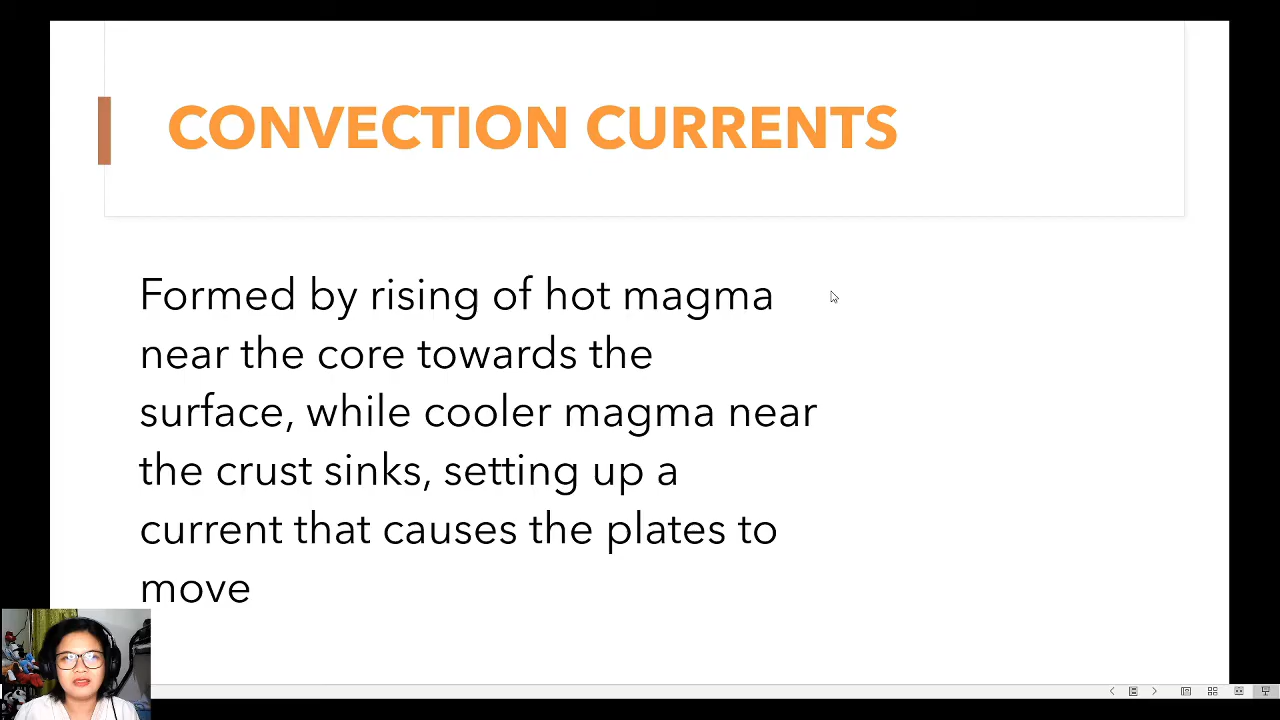 CONVECTION CURRENTS
Formed by rising of hot magma
near the core towards the
surface, while cooler magma near
the crust sinks, setting up a
current that causes the plates to
move